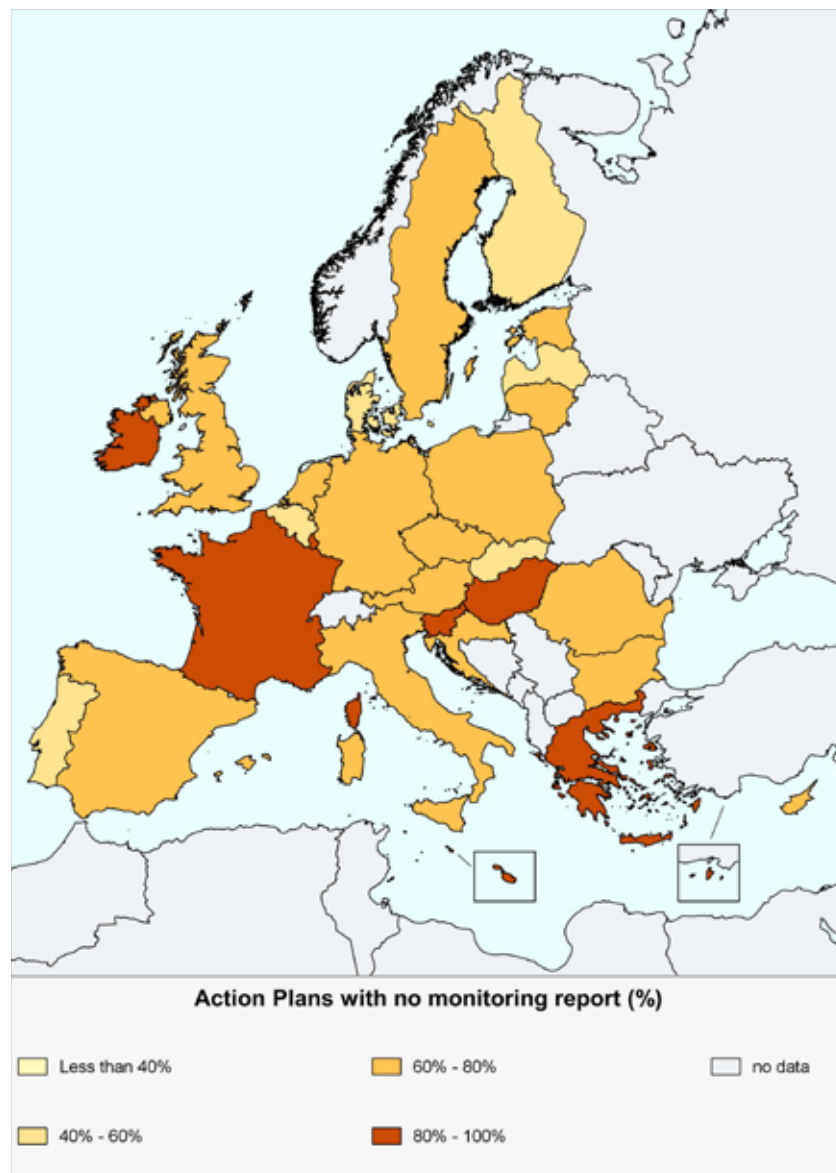 Action Plans with no monitoring report (%)
Less than 40%
60% - 80%
no data
40% - 60%
80% - 100%